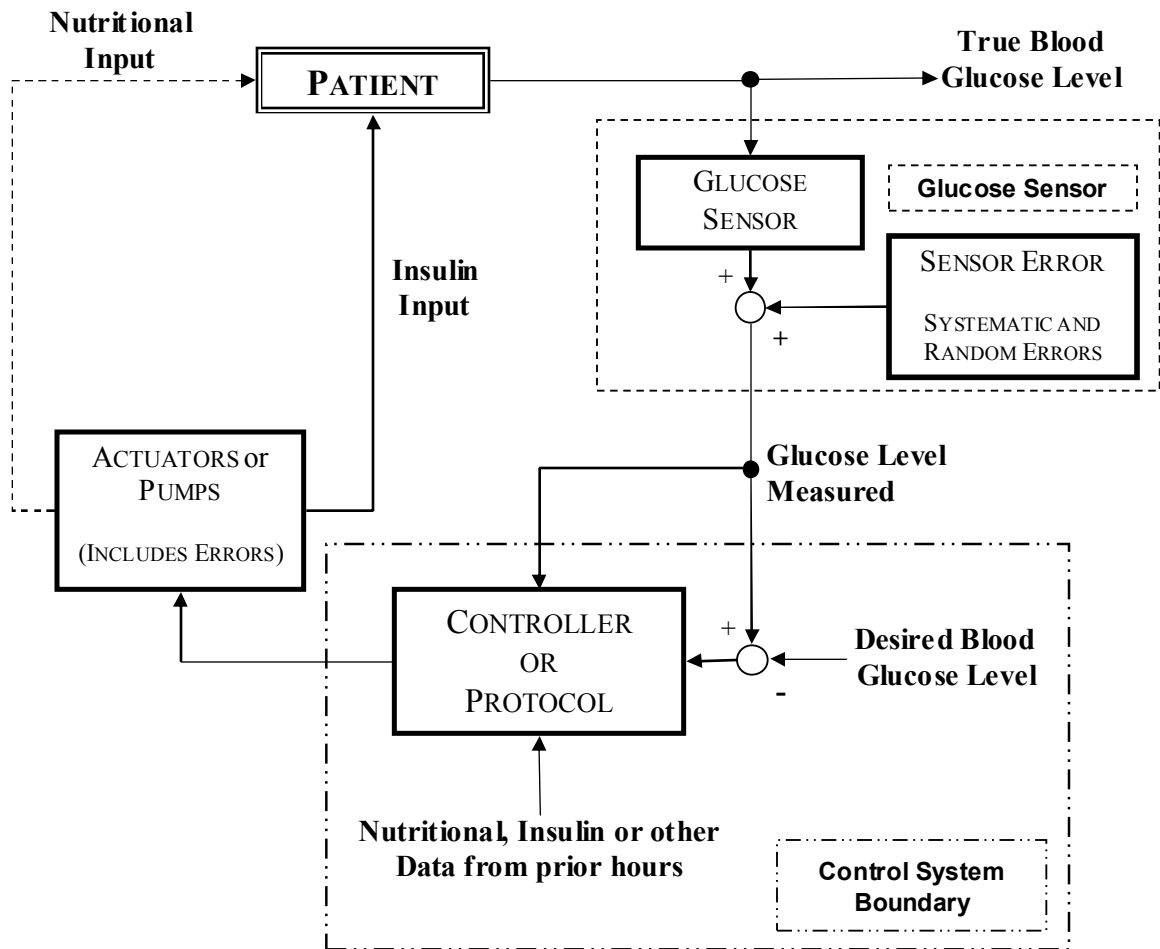 Nutritional
Input
PATIENT
True Blood
Glucose Level
GLUCOSE
SENSOR
Glucose Sensor
SENSOR ERROR
SYSTEMATIC AND
RANDOM ERRORS
+
+
Insulin
Input
ACTUATORS or
PUMPS
(INCLUDES ERRORS)
Glucose Level
Measured
CONTROLLER
OR
PROTOCOL
+
-
Desired Blood
Glucose Level
Nutritional, Insulin or other
Data from prior hours
Control System
Boundary